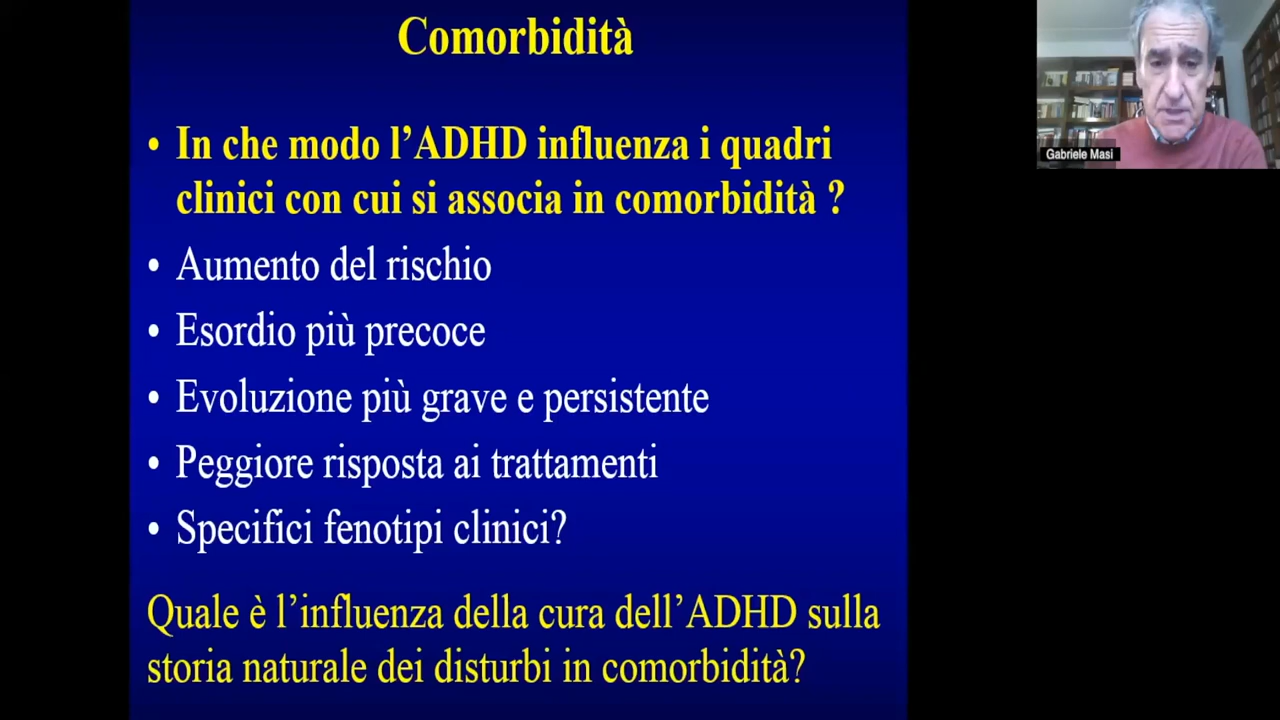 Comorbidità
• In che modo l’ADHD influenza i quadri
clinici con cui si associa in comorbidità ?
• Aumento del rischio
• Esordio più precoce
• Evoluzione più grave e persistente
• Peggiore risposta ai trattamenti
• Specifici fenotipi clinici?
Quale è l’influenza della cura dell’ADHD sulla
storia naturale dei disturbi in comorbidità?
Gabriele Masi